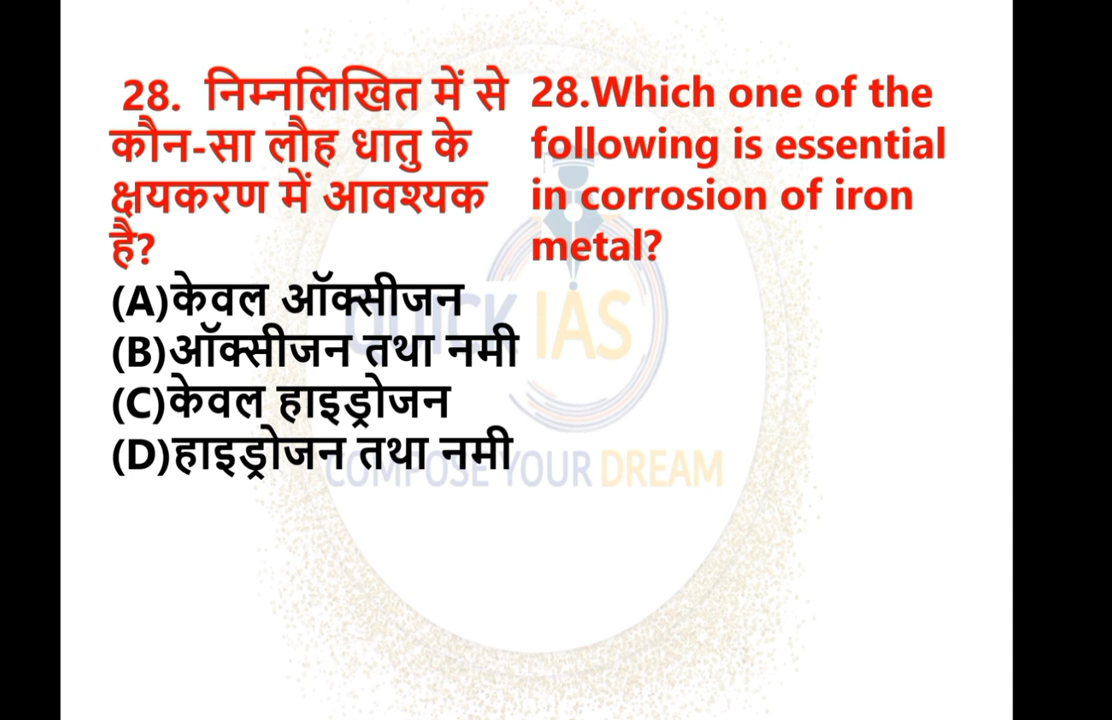 28. निम्नलिखित में से
कौन-सा लौह धातु के
क्षयकरण में आवश्यक
है?
(A)केवल ऑक्सीजन
(B)ऑक्सीजन तथा नमी
(C)केवल हाइड्रोजन
(D)हाइड्रोजन तथा नमी
28.Which one of the
following is essential
in corrosion of iron
metal?
QUICK IAS
COMPOSE YOUR DREAM